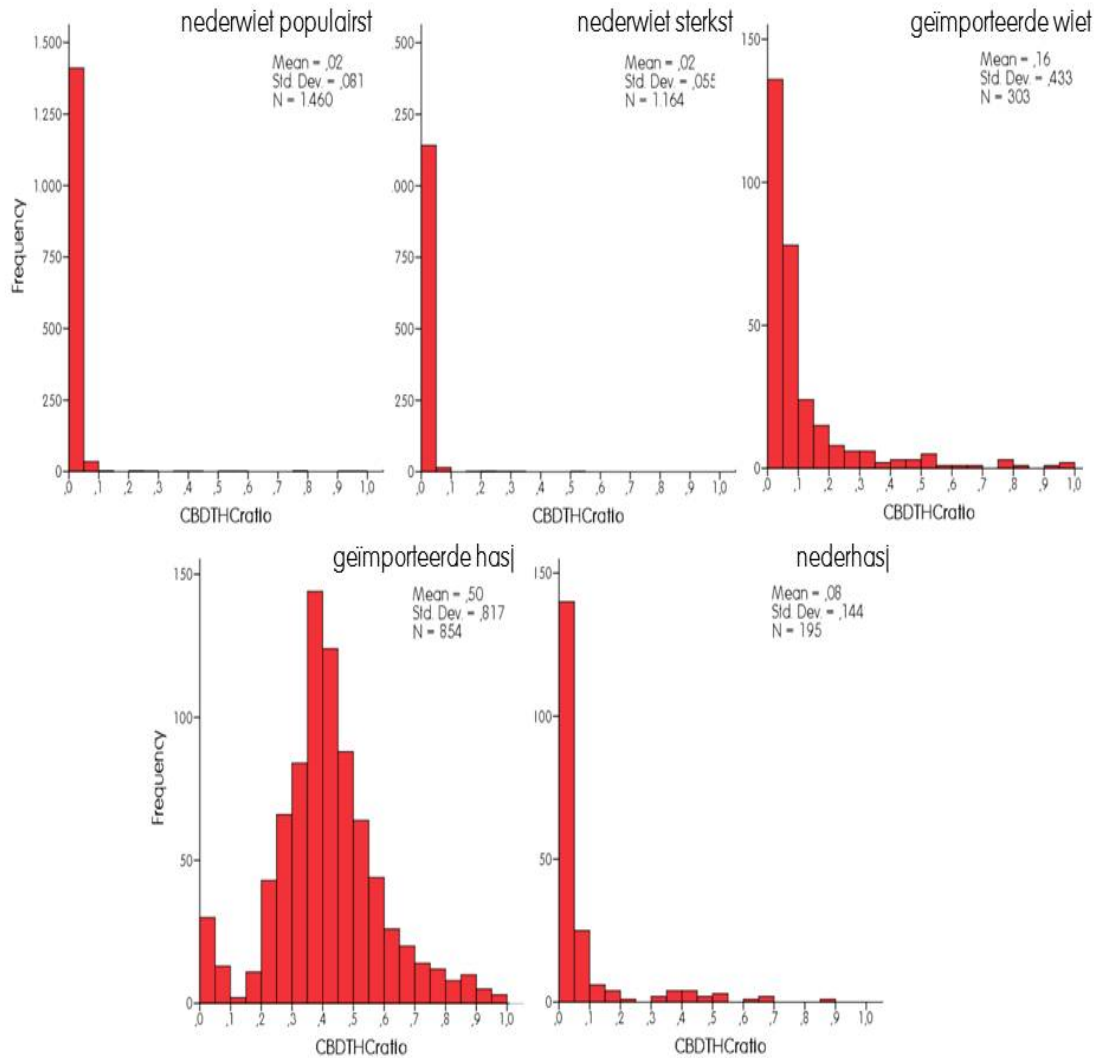 nederwiet populairst
Mean = ,02
Std. Dev. = ,081
N = 1.460
1.500
1.250
1.000
750
500
250
0
Frequency
,0 ,1 ,2 ,3 ,4 ,5 ,6 ,7 ,8 ,9 1,0
CBDTHCratio
nederwiet sterkst
Mean = ,02
Std. Dev. = ,055
N = 1.164
.500
.250
.000
750
500
250
0
,0 ,1 ,2 ,3 ,4 ,5 ,6 ,7 ,8 ,9 1,0
CBDTHCratio
geïmporteerde wiet
Mean = ,16
Std. Dev. = ,433
N = 303
150
100
50
0
,0 ,1 ,2 ,3 ,4 ,5 ,6 ,7 ,8 ,9 1,0
CBDTHCratio
geïmporteerde hasj
Mean = ,50
Std. Dev. = ,817
N = 854
150
100
50
0
Frequency
,0 ,1 ,2 ,3 ,4 ,5 ,6 ,7 ,8 ,9 1,0
CBDTHCratio
nederhasj
Mean = ,08
Std. Dev. = ,144
N = 195
150
100
50
0
,0 ,1 ,2 ,3 ,4 ,5 ,6 ,7 ,8 ,9 1,0
CBDTHCratio